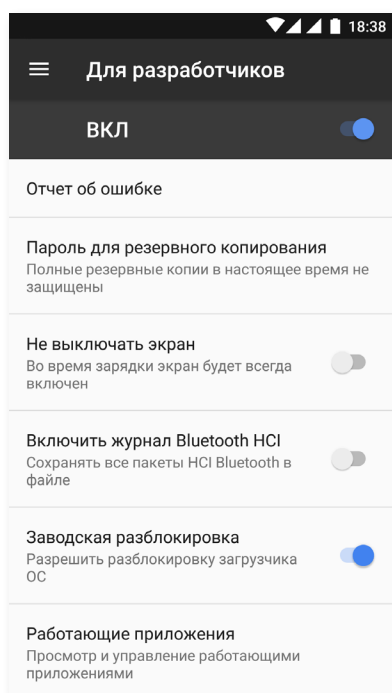 18:38
Для разработчиков
ВКЛ
Отчет об ошибке
Пароль для резервного копирования
Полные резервные копии в настоящее время не
защищены
Не выключать экран
Во время зарядки экран будет всегда
включен
Включить журнал Bluetooth HCI
Сохранять все пакеты HCI Bluetooth в
файле
Заводская разблокировка
Разрешить разблокировку загрузчика
ОС
Работающие приложения
Просмотр и управление работающими
приложениями